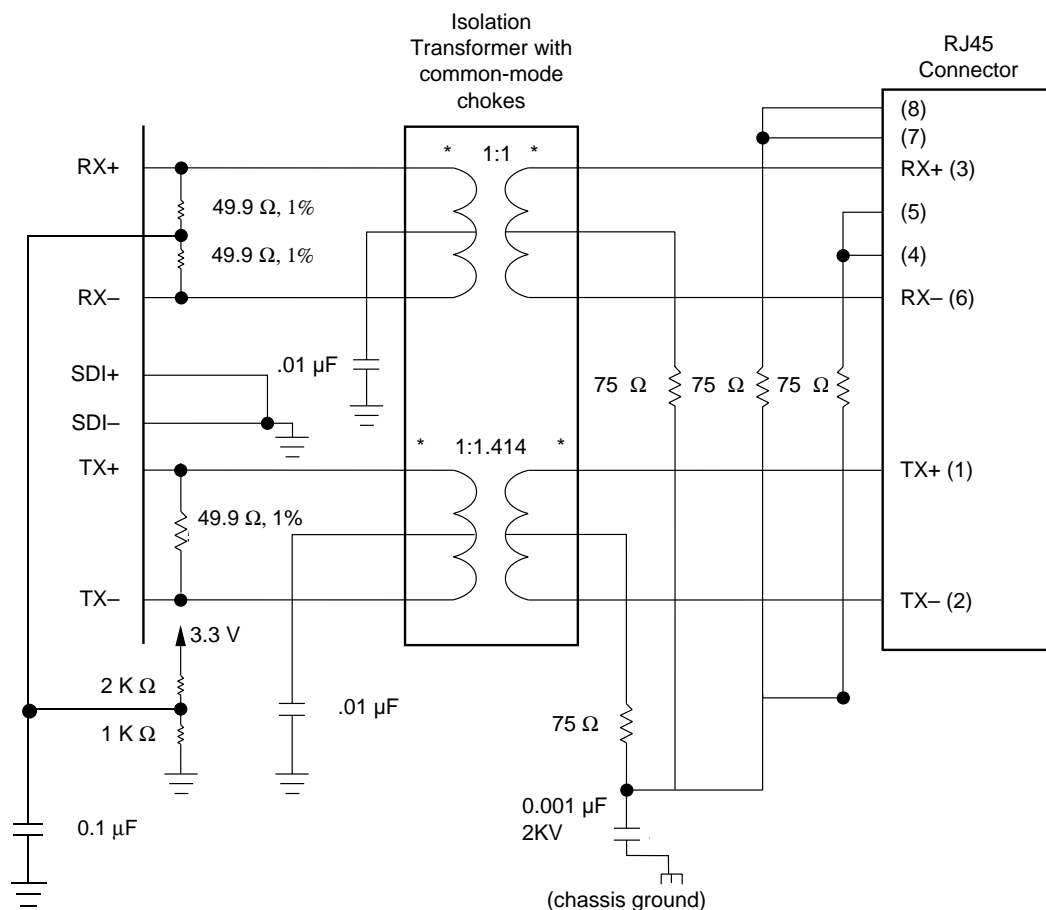 Isolation
Transformer with
common-mode
chokes
RJ45
Connector
(8)
(7)
* 1:1 *
RX+
RX+ (3)
49.9 Ω, 1%
(5)
49.9 Ω, 1%
(4)
RX–
RX– (6)
.01 µF
75 Ω
75 Ω
75 Ω
SDI+
SDI–
* 1:1.414 *
TX+
TX+ (1)
49.9 Ω, 1%
TX–
TX– (2)
3.3 V
2 K Ω
.01 µF
1 K Ω
75 Ω
0.001 µF
2KV
0.1 µF
(chassis ground)